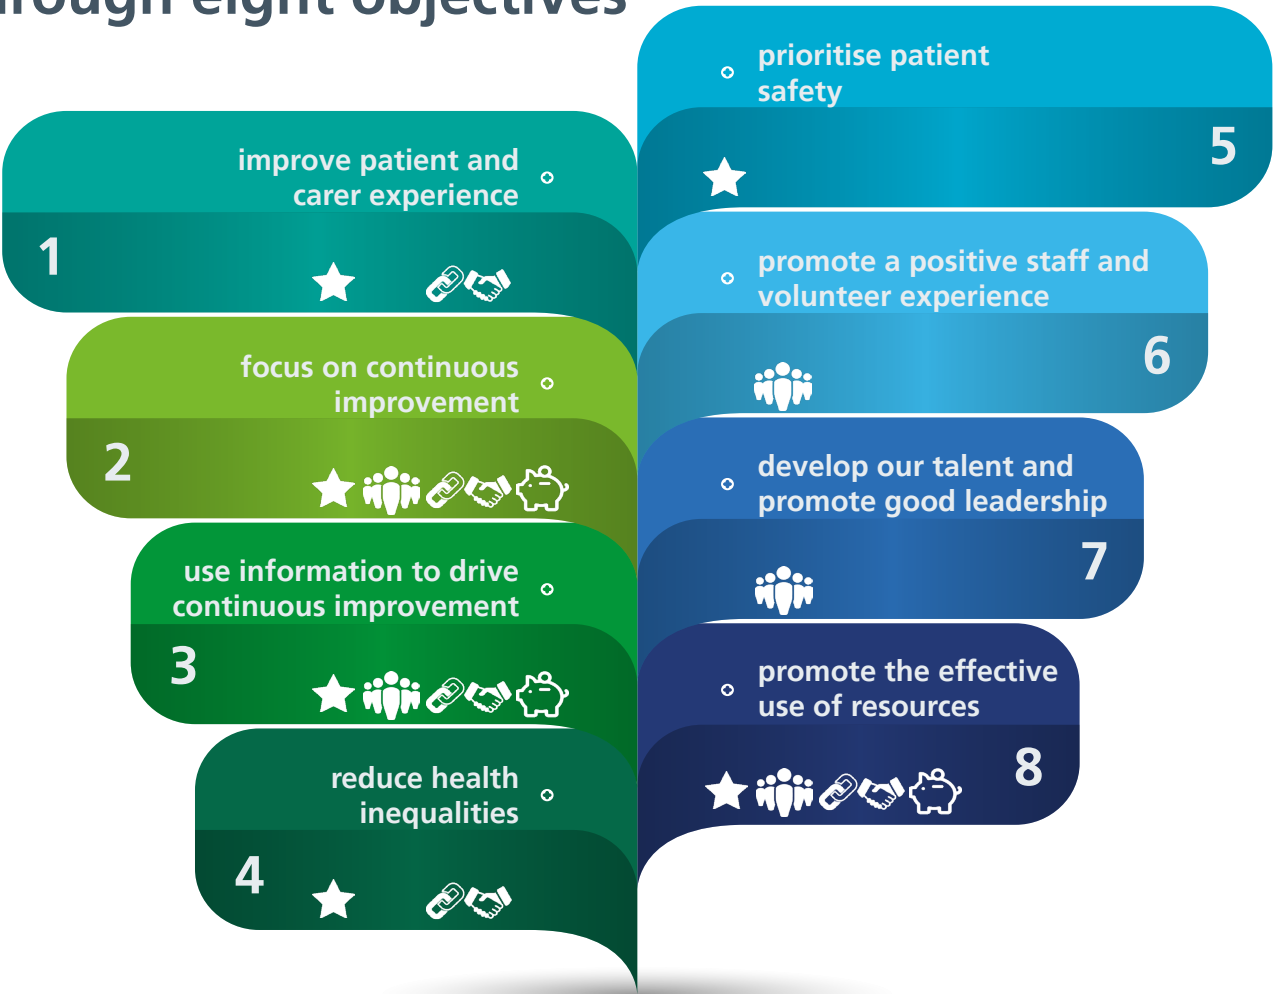 through eight objectives
improve patient and
carer experience
1
focus on continuous
improvement
2
use information to drive
continuous improvement
3
reduce health
inequalities
4
prioritise patient
safety
5
promote a positive staff and
volunteer experience
6
develop our talent and
promote good leadership
7
promote the effective
use of resources
8